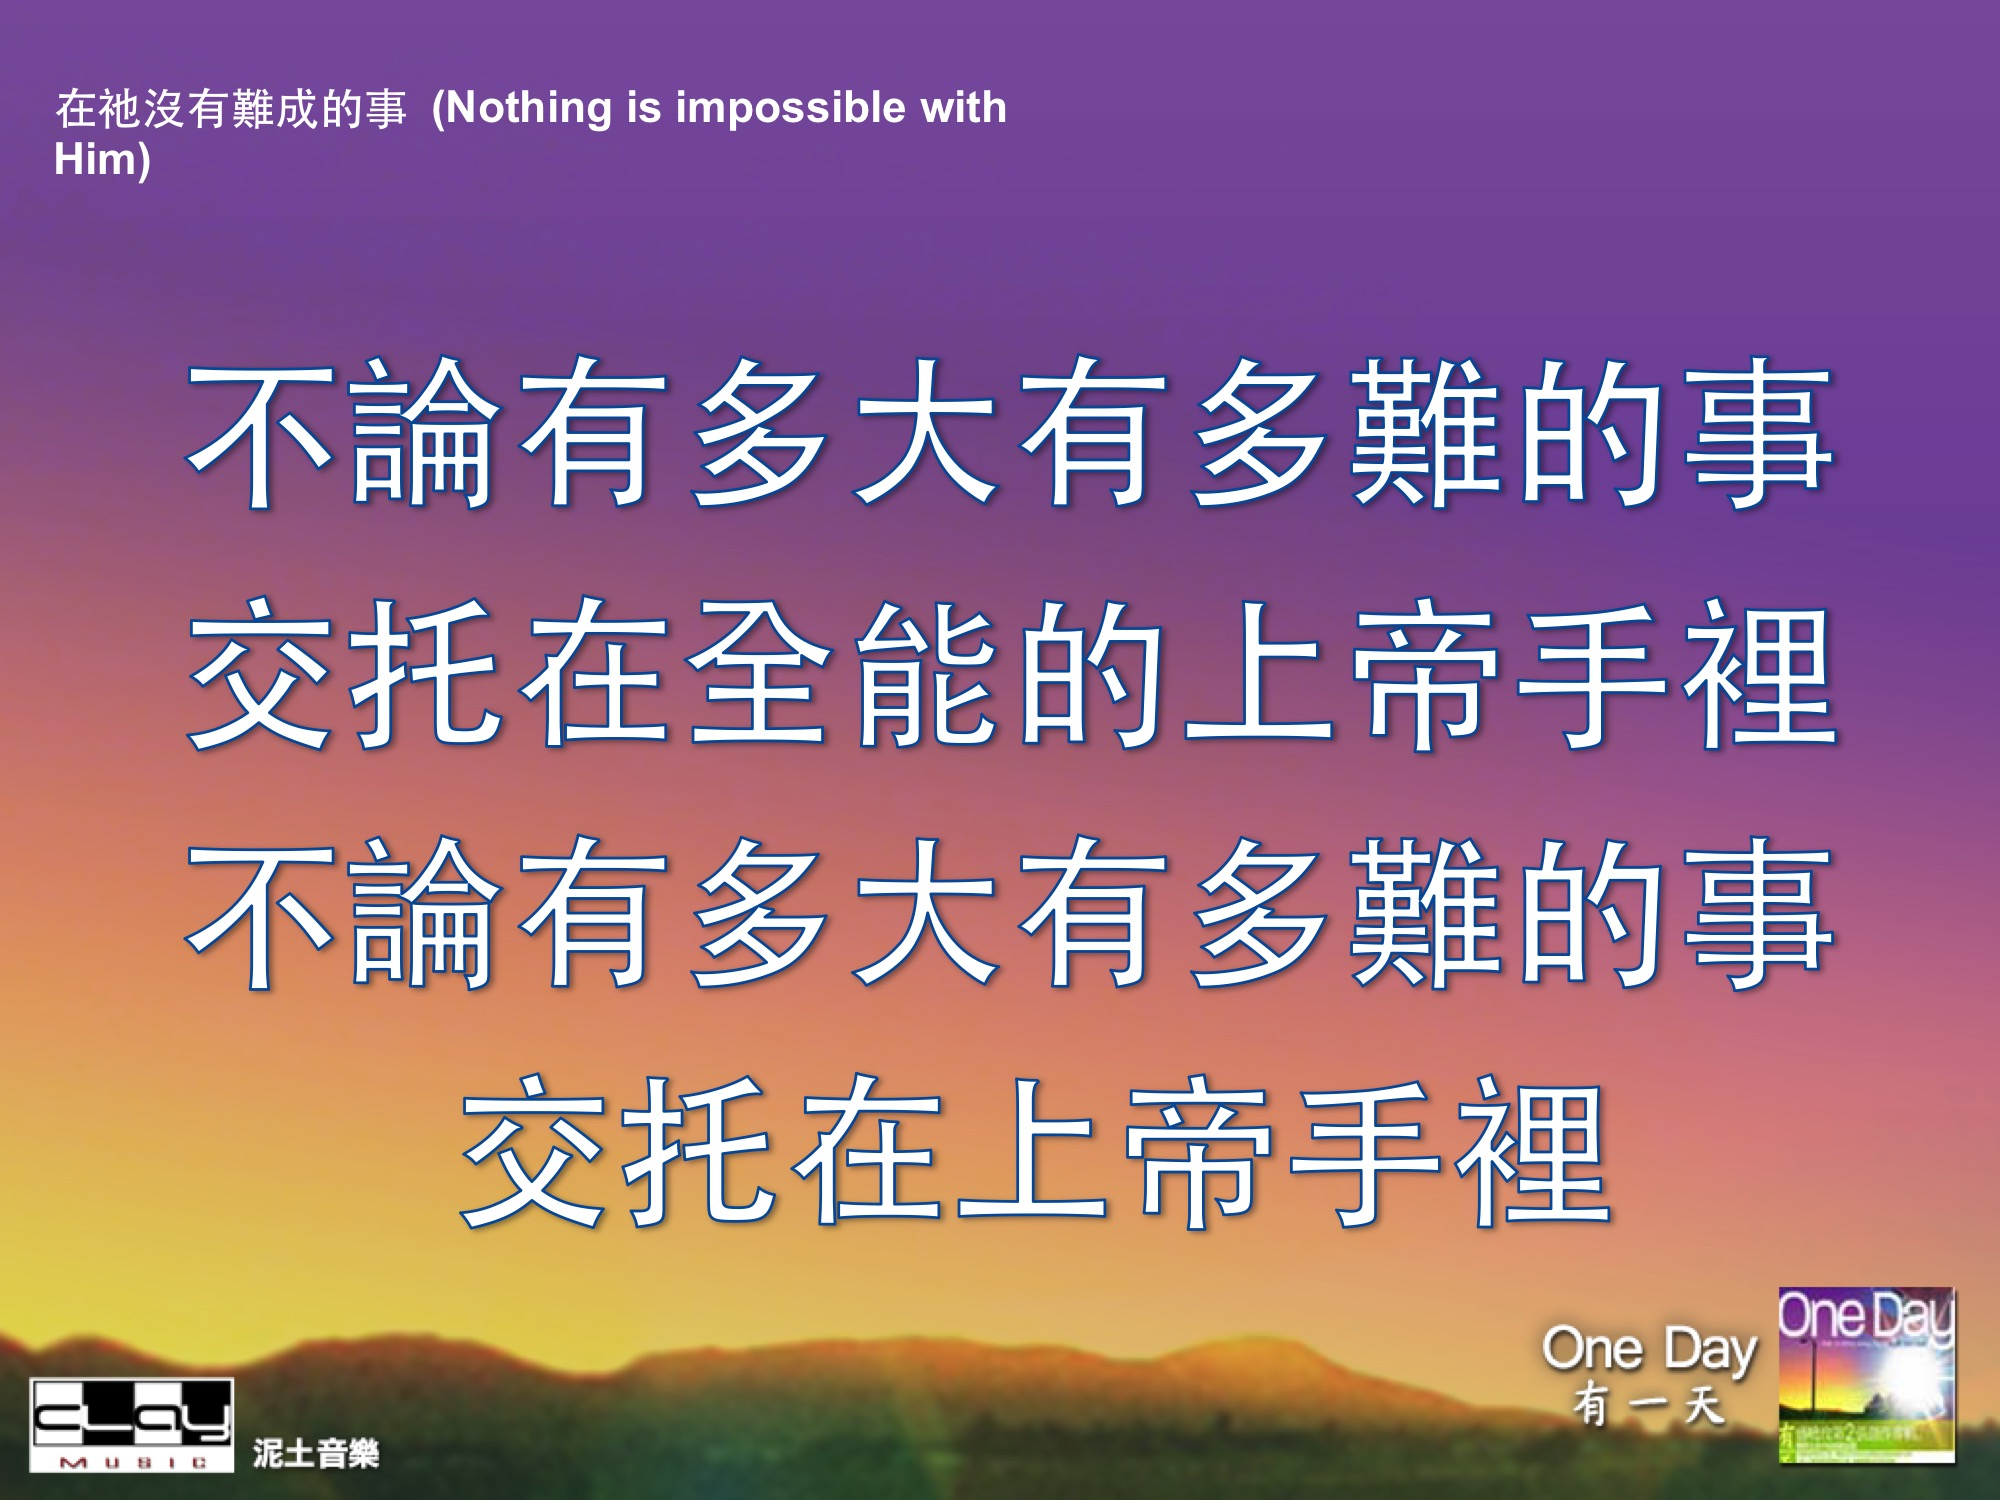 在祂沒有難成的事 (Nothing is impossible with
Him)
不論有多大有多難的事
交托在全能的上帝手裡
不論有多大有多難的事
交托在上帝手裡
One Day
有一天
One Day
CLay
MUSIC
泥土音樂